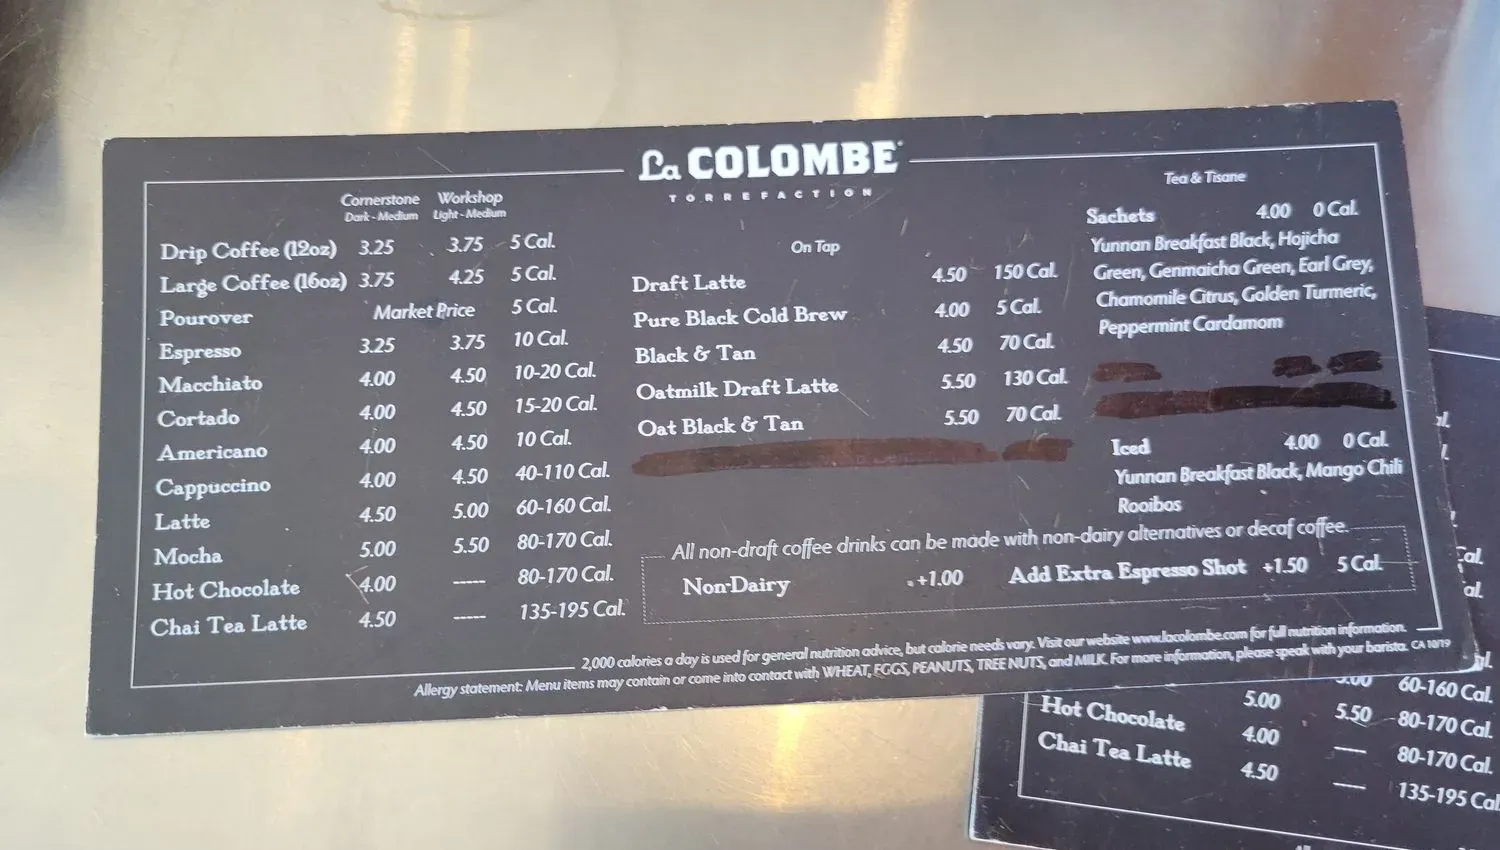 La COLOMBE
TORREFACTION
Cornerstone Workshop
Dark - Medium Light - Medium
Drip Coffee (12oz) 3.25 3.75 5 Cal.
Large Coffee (16oz) 3.75 4.25 5 Cal.
Pourover Market Price 5 Cal.
Espresso 3.25 3.75 10 Cal.
Macchiato 4.00 4.50 10-20 Cal.
Cortado 4.00 4.50 15-20 Cal.
Americano 4.00 4.50 10 Cal.
Cappuccino 4.00 4.50 40-110 Cal.
Latte 4.50 5.00 60-160 Cal.
Mocha 5.00 5.50 80-170 Cal.
Hot Chocolate 4.00 ----- 80-170 Cal.
Chai Tea Latte 4.50 ----- 135-195 Cal.
On Tap
Draft Latte 4.50 150 Cal.
Pure Black Cold Brew 4.00 5 Cal.
Black & Tan 4.50 70 Cal.
Oatmilk Draft Latte 5.50 130 Cal.
Oat Black & Tan 5.50 70 Cal.
Tea & Tisane
Sachets 4.00 0 Cal.
Yunnan Breakfast Black, Hojicha
Green, Genmaicha Green, Earl Grey,
Chamomile Citrus, Golden Turmeric,
Peppermint Cardamom
Iced 4.00 0 Cal.
Yunnan Breakfast Black, Mango Chili
Rooibos
All non-draft coffee drinks can be made with non-dairy alternatives or decaf coffee.
Non-Dairy +1.00 Add Extra Espresso Shot +1.50 5 Cal.
2,000 calories a day is used for general nutrition advice, but calorie needs vary. Visit our website www.lacolombe.com for full nutrition information.
Allergy statement: Menu items may contain or come into contact with WHEAT, EGGS, PEANUTS, TREE NUTS, and MILK. For more information, please speak with your barista. CA 10/19
60-160 Cal.
5.00 5.50 80-170 Cal.
Hot Chocolate 4.00 ----- 80-170 Cal.
Chai Tea Latte 4.50 ----- 135-195 Cal